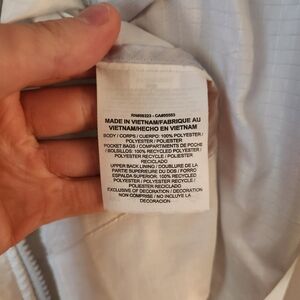 RN#56323 - CA#05553
MADE IN VIETNAM/FABRIQUE AU
VIETNAM/HECHO EN VIETNAM
BODY / CORPS / CUERPO: 100% POLYESTER /
POLYESTER / POLIÉSTER
POCKET BAGS / COMPARTIMENTS DE POCHE
/ BOLSILLOS: 100% RECYCLED POLYESTER /
POLYESTER RECYCLÉ / POLIÉSTER
RECICLADO
UPPER BACK LINING / DOUBLURE DE LA
PARTIE SUPÉRIEURE DU DOS / FORRO
ESPALDA SUPERIOR: 100% RECYCLED
POLYESTER / POLYESTER RECYCLÉ /
POLIÉSTER RECICLADO
EXCLUSIVE OF DECORATION / DÉCORATION
NON COMPRISE / NO INCLUYE LA
DECORACIÓN